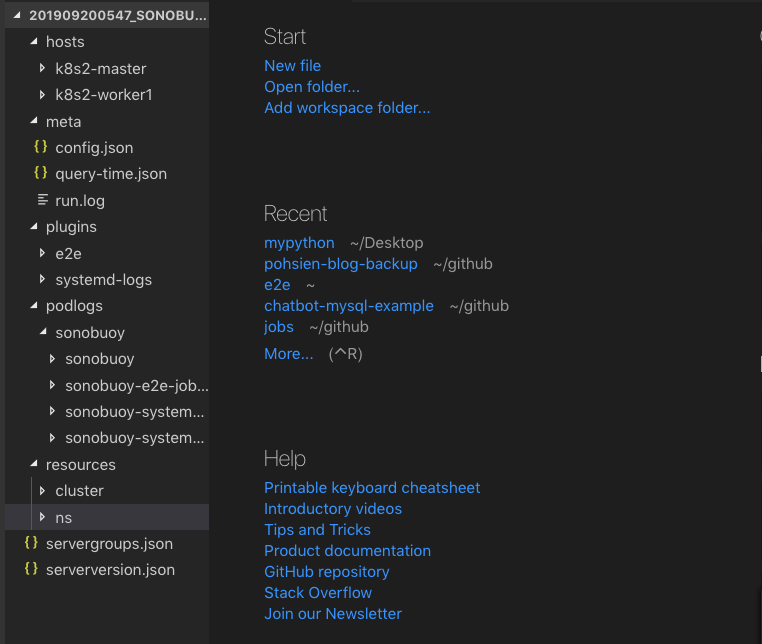 201909200547_SONOBU...
hosts
k8s2-master
k8s2-worker1
meta
{} config.json
{} query-time.json
run.log
plugins
e2e
systemd-logs
podlogs
sonobuoy
sonobuoy
sonobuoy-e2e-job...
sonobuoy-system...
sonobuoy-system...
resources
cluster
ns
{} servergroups.json
{} serverversion.json
Start
New file
Open folder...
Add workspace folder...
Recent
mypython ~/Desktop
pohsien-blog-backup ~/github
e2e ~
chatbot-mysql-example ~/github
jobs ~/github
More... (^R)
Help
Printable keyboard cheatsheet
Introductory videos
Tips and Tricks
Product documentation
GitHub repository
Stack Overflow
Join our Newsletter